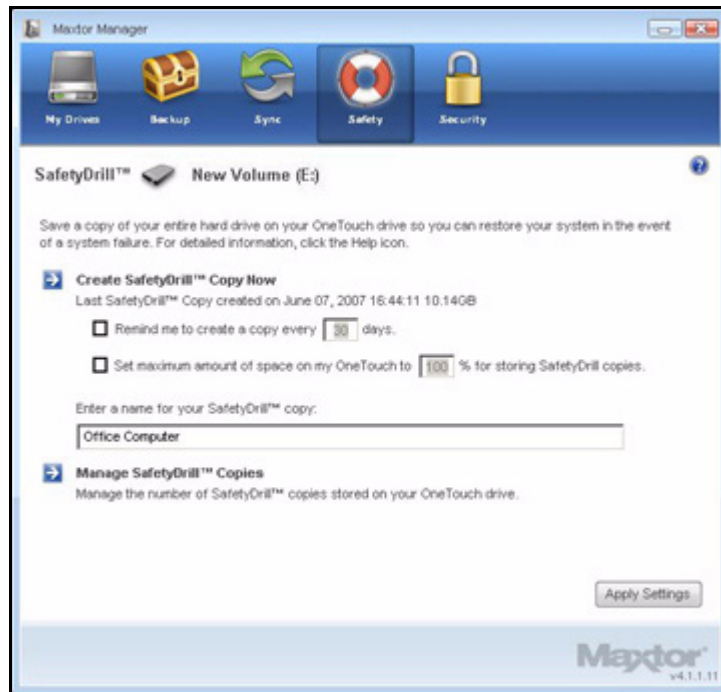 Maxtor Manager
My Drives Backup Sync Safety Security
SafetyDrill™ New Volume (E:)
Save a copy of your entire hard drive on your OneTouch drive so you can restore your system in the event
of a system failure. For detailed information, click the Help icon.
Create SafetyDrill™ Copy Now
Last SafetyDrill™ Copy created on June 07, 2007 16:44:11 10.14GB
Remind me to create a copy every 30 days.
Set maximum amount of space on my OneTouch to 100 % for storing SafetyDrill copies.
Enter a name for your SafetyDrill™ copy:
Office Computer
Manage SafetyDrill™ Copies
Manage the number of SafetyDrill™ copies stored on your OneTouch drive.
Apply Settings
Maxtor
v4.1.1.11